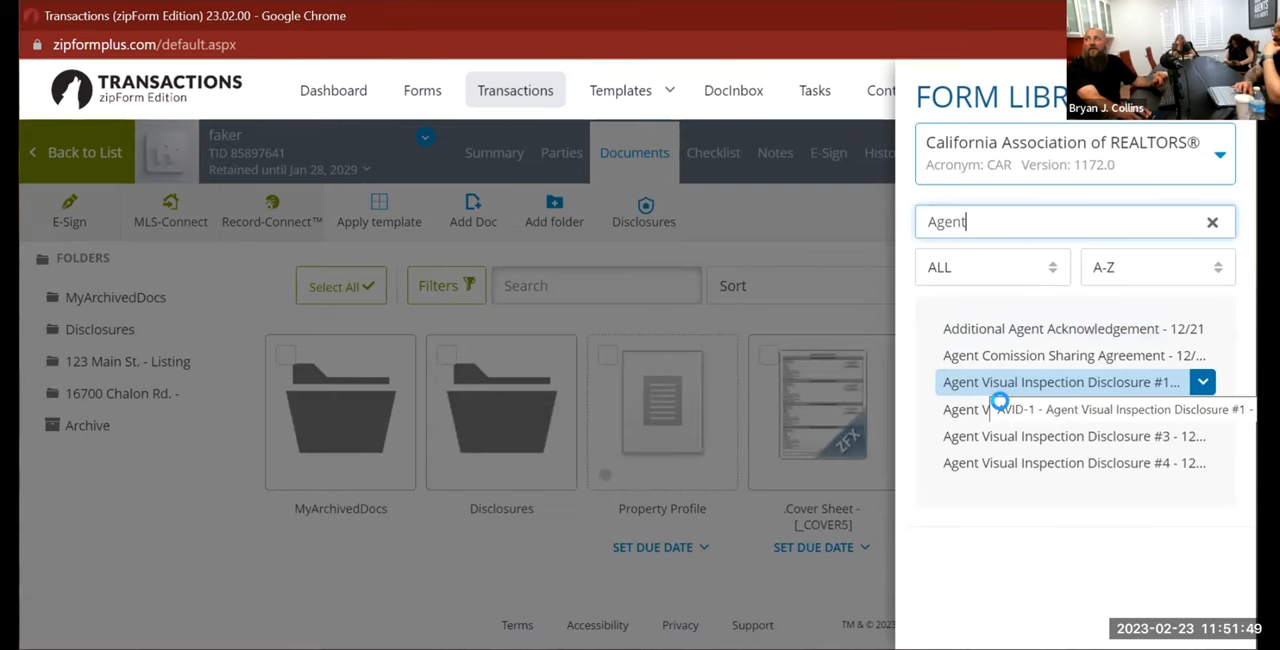 Transactions (zipForm Edition) 23.02.00 - Google Chrome
zipformplus.com/default.aspx
TRANSACTIONS
zipForm Edition
Dashboard
Forms
Transactions
Templates
DocInbox
Tasks
Cont
FORM LIBR
Bryan J. Collins
California Association of REALTORS®
Acronym: CAR Version: 1172.0
Back to List
faker
TID 85897641
Retained until Jan 28, 2029
Summary
Parties
Documents
Checklist
Notes
E-Sign
Histo
E-Sign
MLS-Connect
Record-Connect™
Apply template
Add Doc
Add folder
Disclosures
Agent
ALL
A-Z
FOLDERS
MyArchivedDocs
Disclosures
123 Main St. - Listing
16700 Chalon Rd. -
Archive
Select All
Filters
Search
Sort
Additional Agent Acknowledgement - 12/21
Agent Comission Sharing Agreement - 12/...
Agent Visual Inspection Disclosure #1...
Agent V
AVID-1 - Agent Visual Inspection Disclosure #1 -
Agent Visual Inspection Disclosure #3 - 12...
Agent Visual Inspection Disclosure #4 - 12...
ZFX
MyArchivedDocs
Disclosures
Property Profile
.Cover Sheet -
[_COVER5]
SET DUE DATE
SET DUE DATE
Terms
Accessibility
Privacy
Support
TM & © 2023
2023-02-23 11:51:49